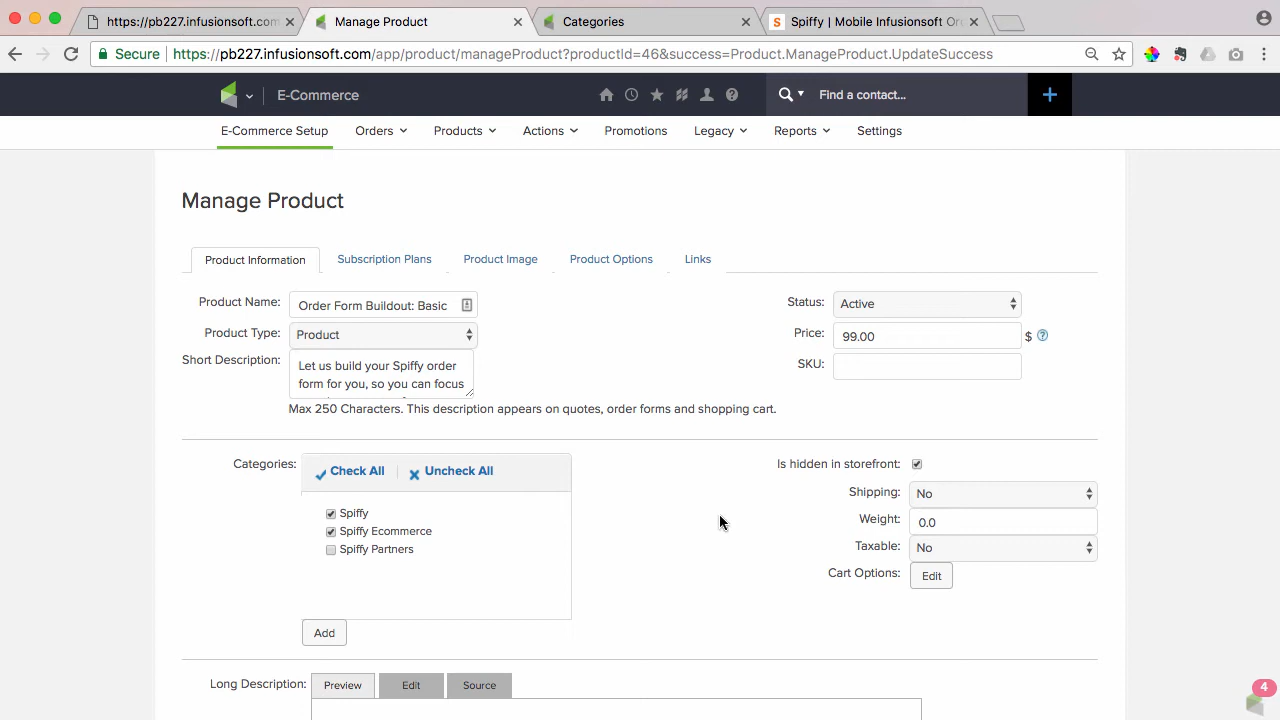 https://pb227.infusionsoft.com
Manage Product
Categories
Spiffy | Mobile Infusionsoft Or
Secure
https://pb227.infusionsoft.com/app/product/manageProduct?productId=46&success=Product.ManageProduct.UpdateSuccess
E-Commerce
Find a contact...
E-Commerce Setup
Orders
Products
Actions
Promotions
Legacy
Reports
Settings
Manage Product
Product Information
Subscription Plans
Product Image
Product Options
Links
Product Name: Order Form Buildout: Basic
Status: Active
Product Type: Product
Price: 99.00 $
Short Description: Let us build your Spiffy order
form for you, so you can focus
SKU:
Max 250 Characters. This description appears on quotes, order forms and shopping cart.
Categories:
Check All
Uncheck All
Spiffy
Spiffy Ecommerce
Spiffy Partners
Add
Is hidden in storefront:
Shipping: No
Weight: 0.0
Taxable: No
Cart Options: Edit
Long Description:
Preview
Edit
Source
4